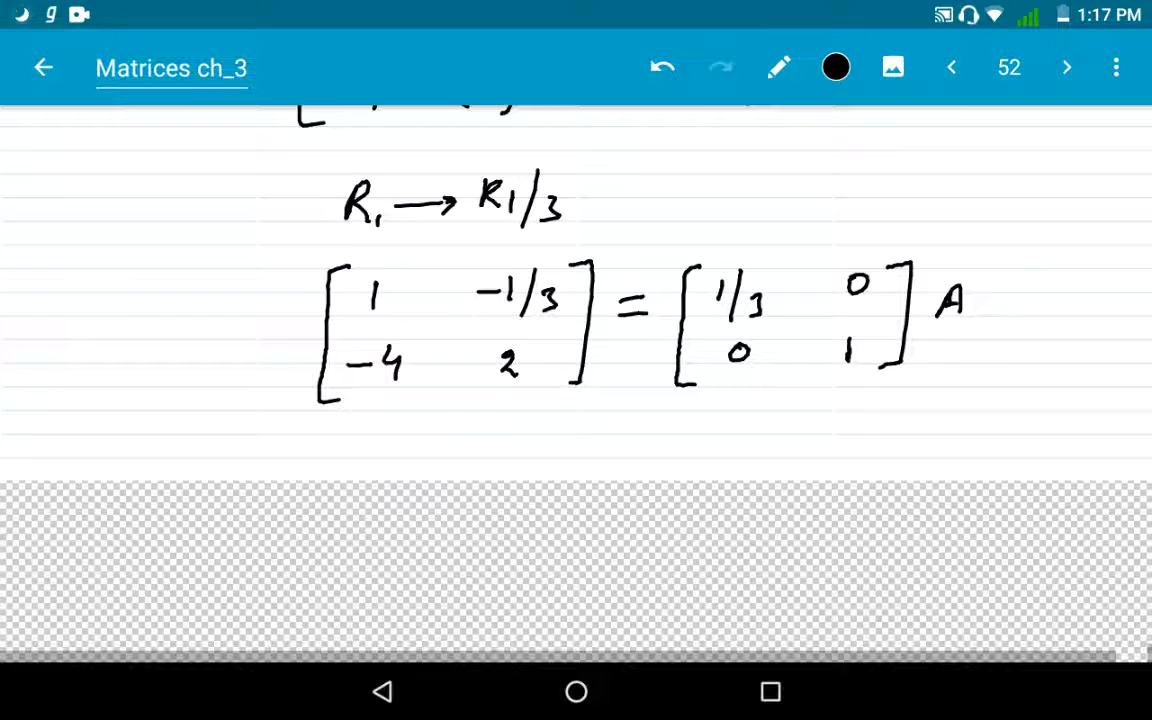 g 1:17 PM
Matrices ch_3 52
R₁ → R1/3
[ 1 -1/3 ] = [ 1/3 0 ] A
[ -4 2 ] [ 0 1 ]